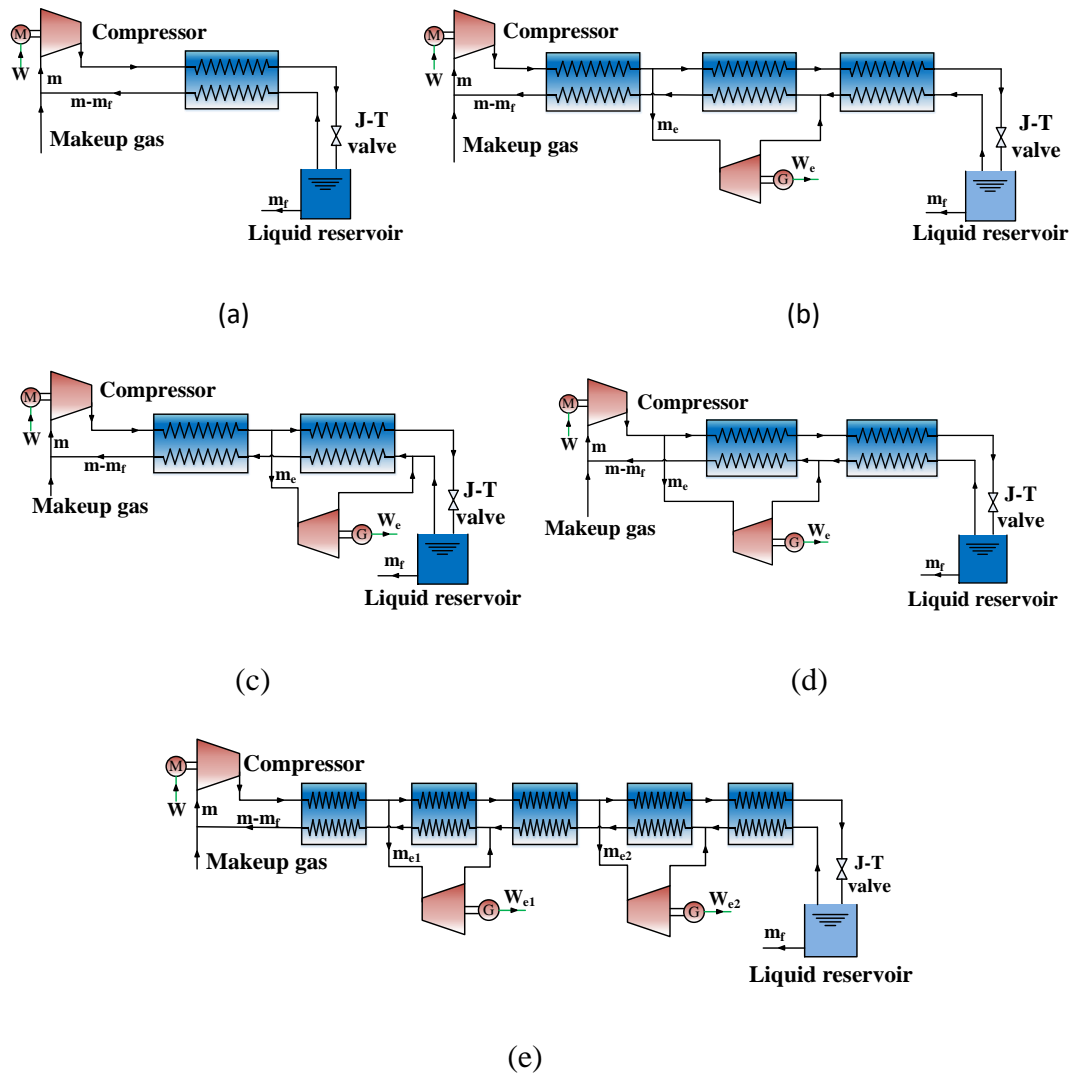 M
Compressor
W
m
m-mf
Makeup gas
J-T
valve
mf
Liquid reservoir
(a)
M
Compressor
W
m
m-mf
Makeup gas
me
We
G
J-T
valve
mf
Liquid reservoir
(b)
M
Compressor
W
m
m-mf
Makeup gas
me
We
G
J-T
valve
mf
Liquid reservoir
(c)
M
Compressor
W
m
m-mf
Makeup gas
me
We
G
J-T
valve
mf
Liquid reservoir
(d)
M
Compressor
W
m
m-mf
Makeup gas
me1
We1
G
me2
We2
G
J-T
valve
mf
Liquid reservoir
(e)